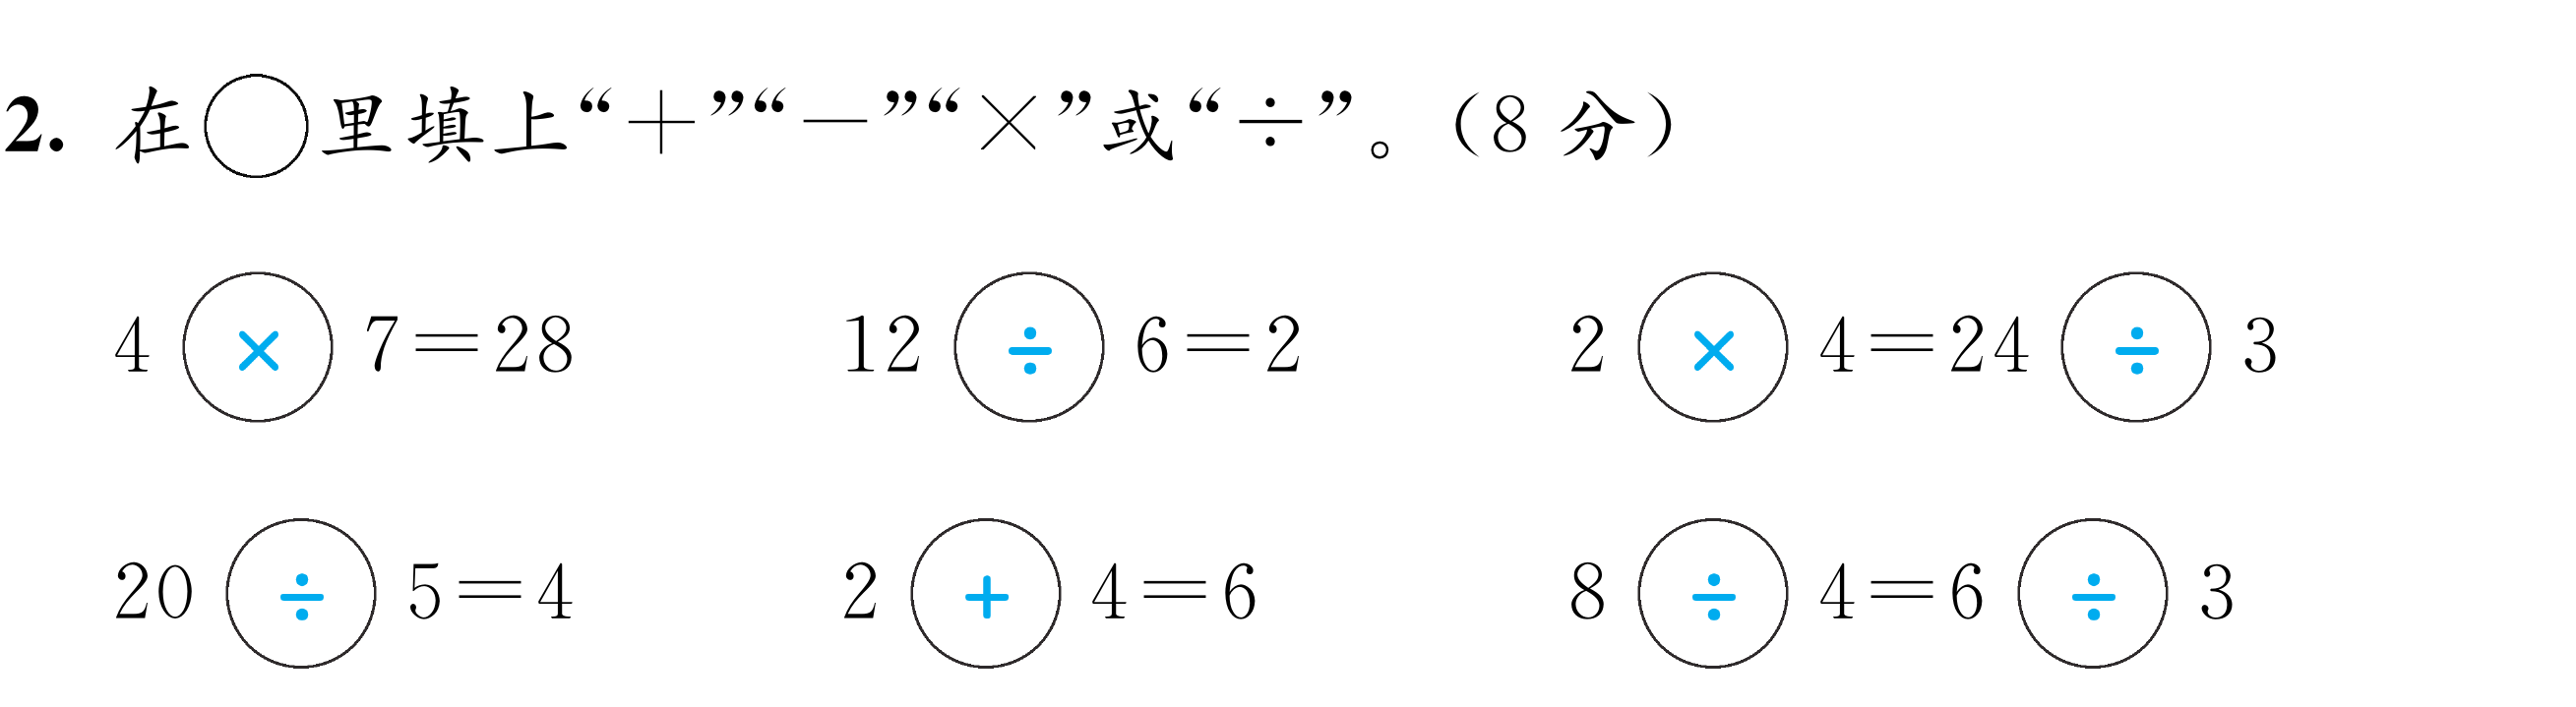 2. 在○里填上“+”“－”“×”或“÷”。(8 分)
4 × 7=28 12 ÷ 6=2 2 × 4=24 ÷ 3
20 ÷ 5=4 2 + 4=6 8 ÷ 4=6 ÷ 3